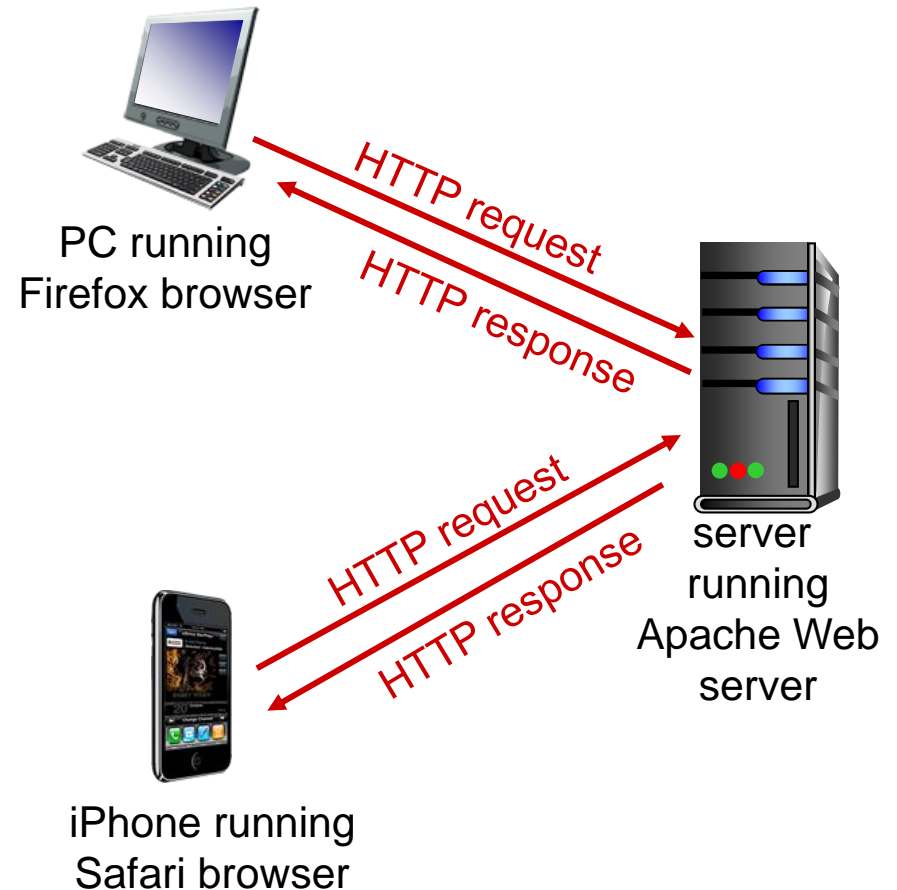 HTTP request
HTTP response
PC running
Firefox browser
HTTP request
HTTP response
server
running
Apache Web
server
iPhone running
Safari browser